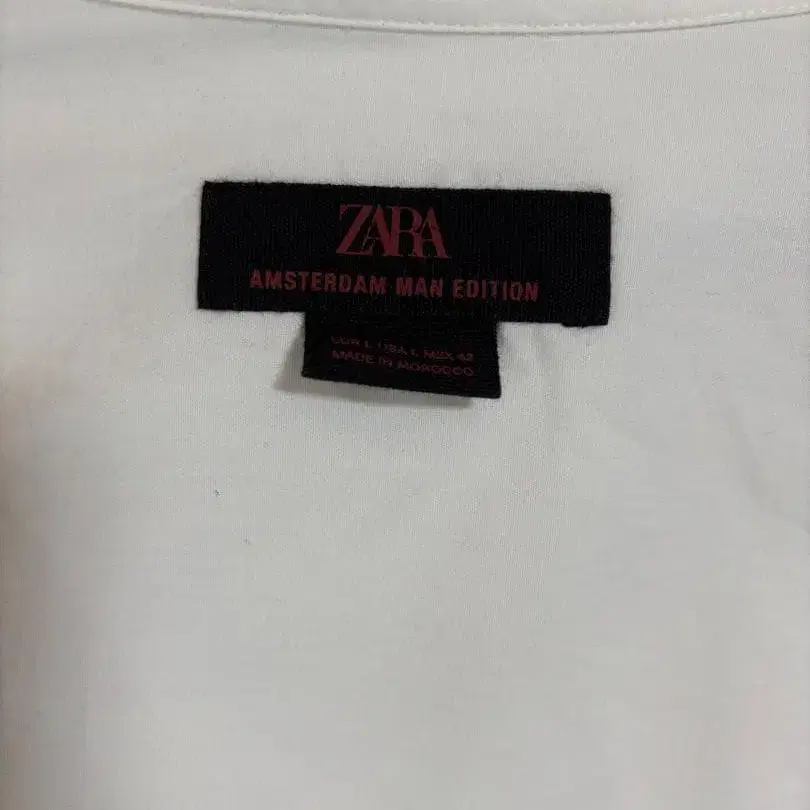 ZARA
AMSTERDAM MAN EDITION
EUR L USA L MEX 42
MADE IN MOROCCO